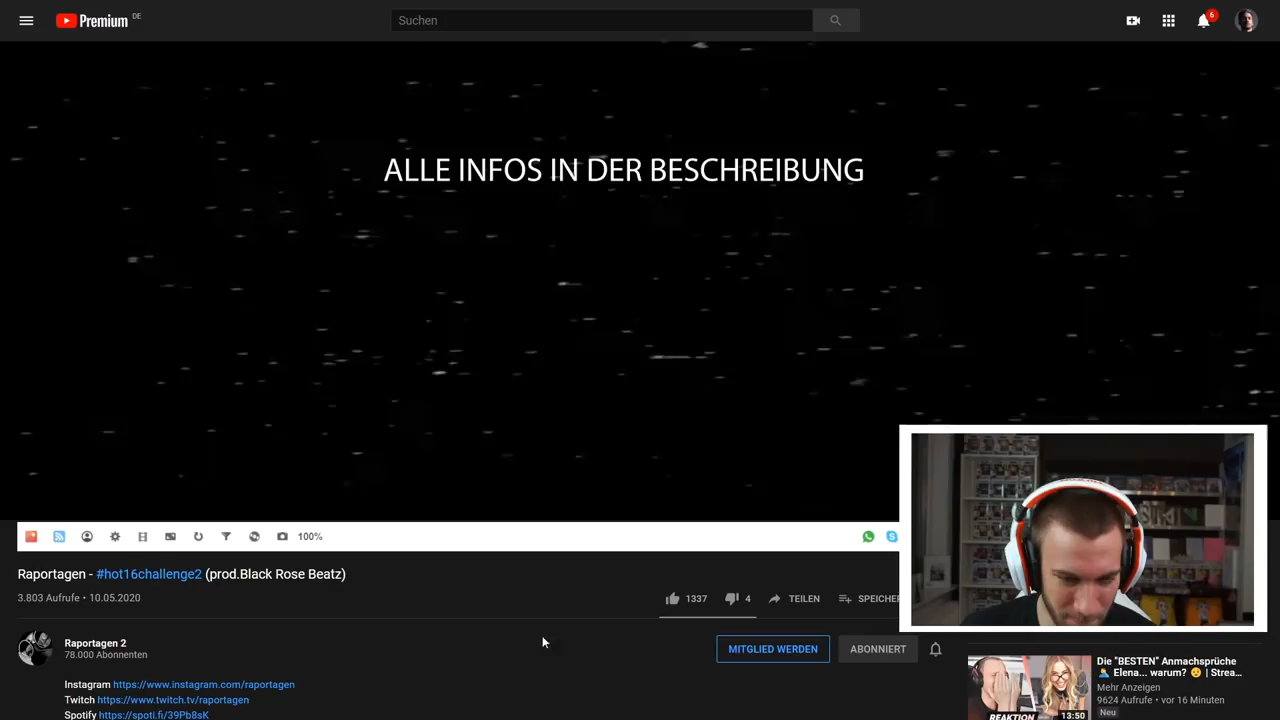 Premium DE
Suchen
6
ALLE INFOS IN DER BESCHREIBUNG
100%
Raportagen - #hot16challenge2 (prod.Black Rose Beatz)
3.803 Aufrufe • 10.05.2020
1337
4
TEILEN
SPEICHER
Raportagen 2
78.000 Abonnenten
MITGLIED WERDEN
ABONNIERT
Instagram https://www.instagram.com/raportagen
Twitch https://www.twitch.tv/raportagen
Spotify https://spoti.fi/39Pb8sK
Die "BESTEN" Anmachsprüche
Elena... warum? | Strea...
Mehr Anzeigen
9624 Aufrufe • vor 16 Minuten
Neu
REAKTION
13:50